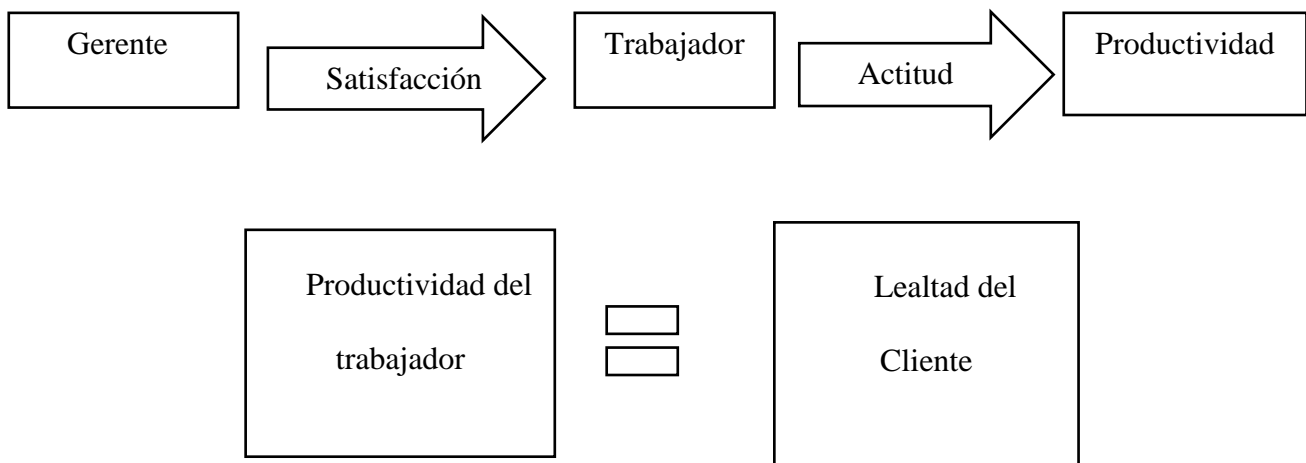 Gerente
Satisfacción
Trabajador
Actitud
Productividad
Productividad del
trabajador
Lealtad del
Cliente